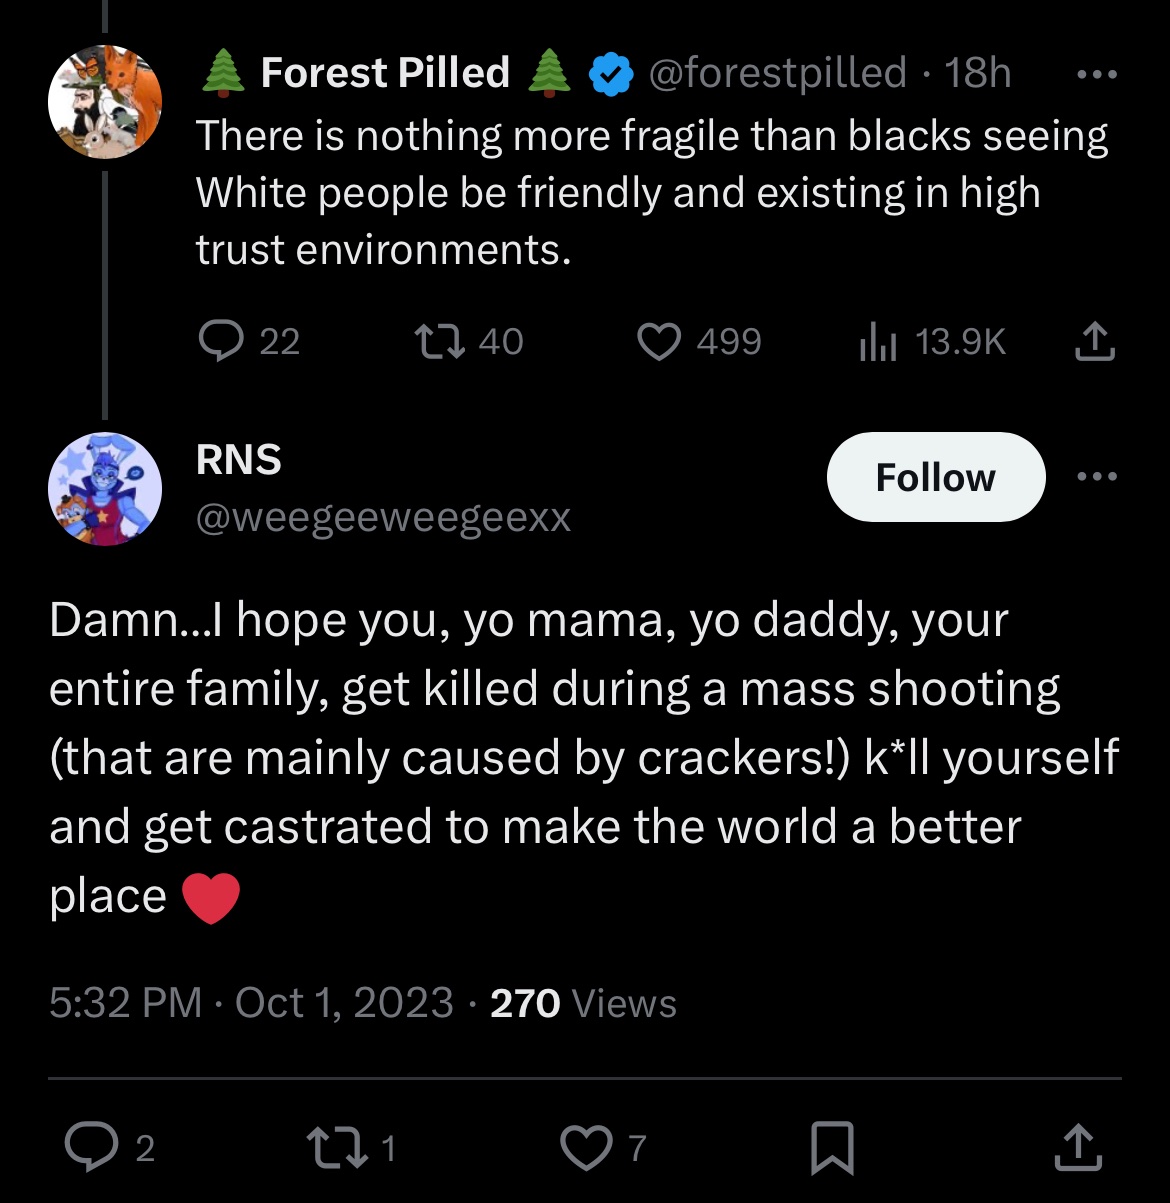 🌲 Forest Pilled 🌲 @forestpilled · 18h
There is nothing more fragile than blacks seeing
White people be friendly and existing in high
trust environments.
22 40 499 13.9K
RNS
Follow
@weegeeweegeexx
Damn...I hope you, yo mama, yo daddy, your
entire family, get killed during a mass shooting
(that are mainly caused by crackers!) k*ll yourself
and get castrated to make the world a better
place ❤️
5:32 PM · Oct 1, 2023 · 270 Views
2 1 7